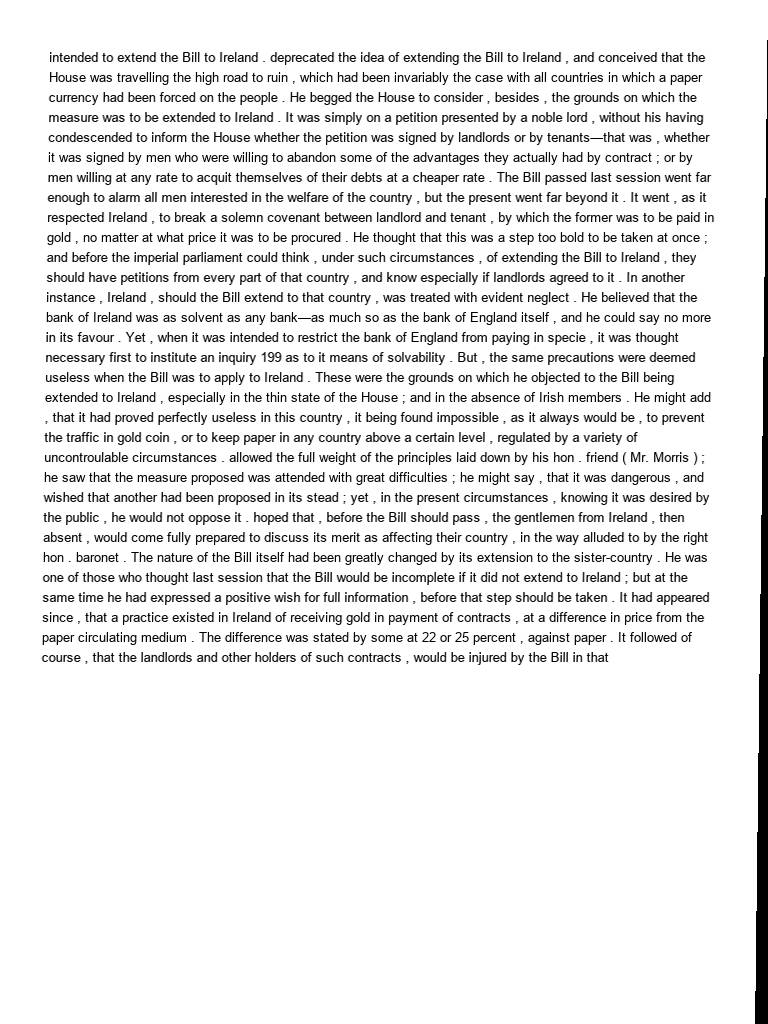 intended to extend the Bill to Ireland . deprecated the idea of extending the Bill to Ireland , and conceived that the
House was travelling the high road to ruin , which had been invariably the case with all countries in which a paper
currency had been forced on the people . He begged the House to consider , besides , the grounds on which the
measure was to be extended to Ireland . It was simply on a petition presented by a noble lord , without his having
condescended to inform the House whether the petition was signed by landlords or by tenants—that was , whether
it was signed by men who were willing to abandon some of the advantages they actually had by contract ; or by
men willing at any rate to acquit themselves of their debts at a cheaper rate . The Bill passed last session went far
enough to alarm all men interested in the welfare of the country , but the present went far beyond it . It went , as it
respected Ireland , to break a solemn covenant between landlord and tenant , by which the former was to be paid in
gold , no matter at what price it was to be procured . He thought that this was a step too bold to be taken at once ;
and before the imperial parliament could think , under such circumstances , of extending the Bill to Ireland , they
should have petitions from every part of that country , and know especially if landlords agreed to it . In another
instance , Ireland , should the Bill extend to that country , was treated with evident neglect . He believed that the
bank of Ireland was as solvent as any bank—as much so as the bank of England itself , and he could say no more
in its favour . Yet , when it was intended to restrict the bank of England from paying in specie , it was thought
necessary first to institute an inquiry 199 as to it means of solvability . But , the same precautions were deemed
useless when the Bill was to apply to Ireland . These were the grounds on which he objected to the Bill being
extended to Ireland , especially in the thin state of the House ; and in the absence of Irish members . He might add
, that it had proved perfectly useless in this country , it being found impossible , as it always would be , to prevent
the traffic in gold coin , or to keep paper in any country above a certain level , regulated by a variety of
uncontroulable circumstances . allowed the full weight of the principles laid down by his hon . friend ( Mr. Morris ) ;
he saw that the measure proposed was attended with great difficulties ; he might say , that it was dangerous , and
wished that another had been proposed in its stead ; yet , in the present circumstances , knowing it was desired by
the public , he would not oppose it . hoped that , before the Bill should pass , the gentlemen from Ireland , then
absent , would come fully prepared to discuss its merit as affecting their country , in the way alluded to by the right
hon . baronet . The nature of the Bill itself had been greatly changed by its extension to the sister-country . He was
one of those who thought last session that the Bill would be incomplete if it did not extend to Ireland ; but at the
same time he had expressed a positive wish for full information , before that step should be taken . It had appeared
since , that a practice existed in Ireland of receiving gold in payment of contracts , at a difference in price from the
paper circulating medium . The difference was stated by some at 22 or 25 percent , against paper . It followed of
course , that the landlords and other holders of such contracts , would be injured by the Bill in that